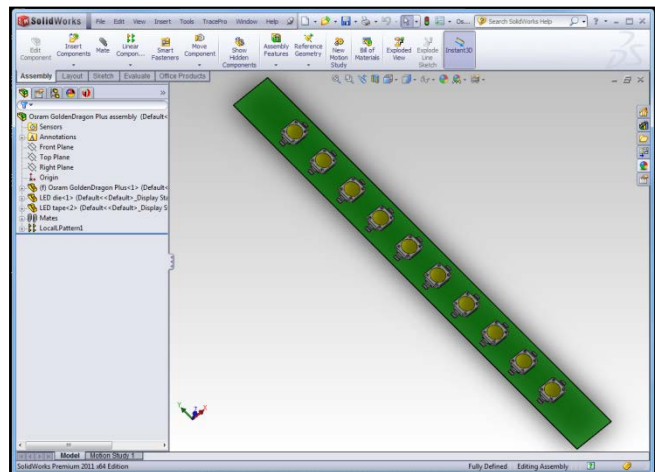 SolidWorks File Edit View Insert Tools TracePro Window Help Os... Search SolidWorks Help
Edit Component
Insert Components
Mate
Linear Compon...
Smart Fasteners
Move Component
Show Hidden Components
Assembly Features
Reference Geometry
New Motion Study
Bill of Materials
Exploded View
Explode Line Sketch
Instant3D
Assembly Layout Sketch Evaluate Office Products
Osram GoldenDragon Plus assembly (Default<
Sensors
Annotations
Front Plane
Top Plane
Right Plane
Origin
(f) Osram GoldenDragon Plus<1> (Default<
LED die<1> (Default<<Default>_Display Sta
LED tape<2> (Default<<Default>_Display S
Mates
LocalLPattern1
Model Motion Study 1
SolidWorks Premium 2011 x64 Edition Fully Defined Editing Assembly